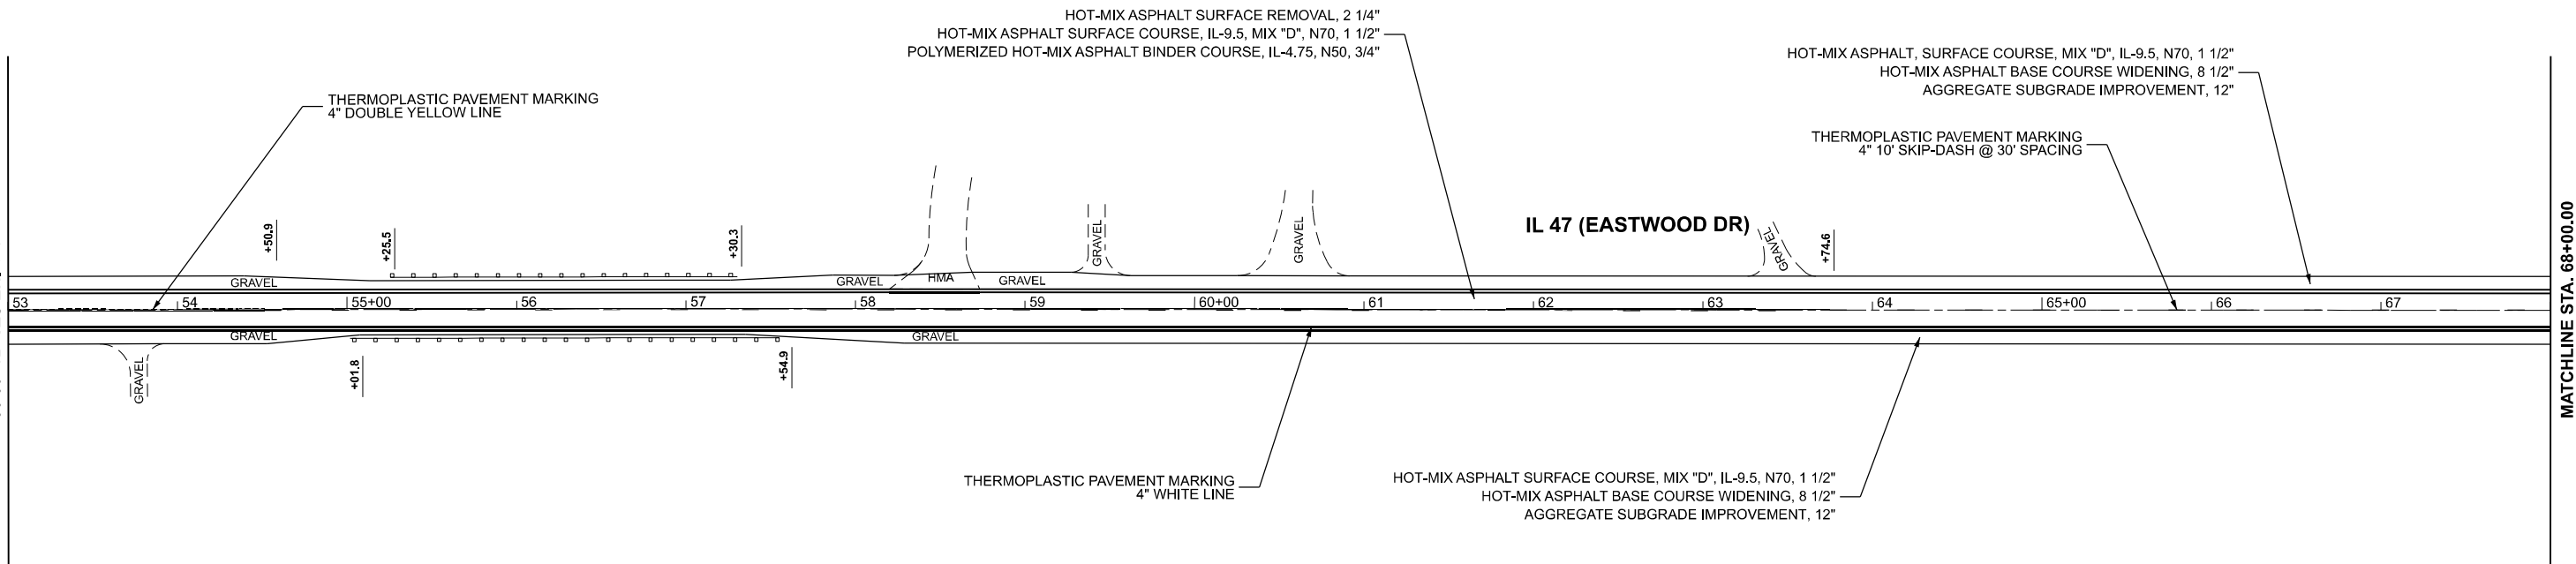 HOT-MIX ASPHALT SURFACE REMOVAL, 2 1/4"
HOT-MIX ASPHALT SURFACE COURSE, IL-9.5, MIX "D", N70, 1 1/2"
POLYMERIZED HOT-MIX ASPHALT BINDER COURSE, IL-4.75, N50, 3/4"
HOT-MIX ASPHALT, SURFACE COURSE, MIX "D", IL-9.5, N70, 1 1/2"
HOT-MIX ASPHALT BASE COURSE WIDENING, 8 1/2"
AGGREGATE SUBGRADE IMPROVEMENT, 12"
THERMOPLASTIC PAVEMENT MARKING
4" DOUBLE YELLOW LINE
THERMOPLASTIC PAVEMENT MARKING
4" 10' SKIP-DASH @ 30' SPACING
+50.9
+25.5
+30.3
GRAVEL
GRAVEL
IL 47 (EASTWOOD DR)
GRAVEL
+74.6
GRAVEL
GRAVEL
HMA
GRAVEL
53
54
55+00
56
57
58
59
60+00
61
62
63
64
65+00
66
67
GRAVEL
GRAVEL
GRAVEL
+01.8
+54.9
THERMOPLASTIC PAVEMENT MARKING
4" WHITE LINE
HOT-MIX ASPHALT SURFACE COURSE, MIX "D", IL-9.5, N70, 1 1/2"
HOT-MIX ASPHALT BASE COURSE WIDENING, 8 1/2"
AGGREGATE SUBGRADE IMPROVEMENT, 12"
MATCHLINE STA. 68+00.00